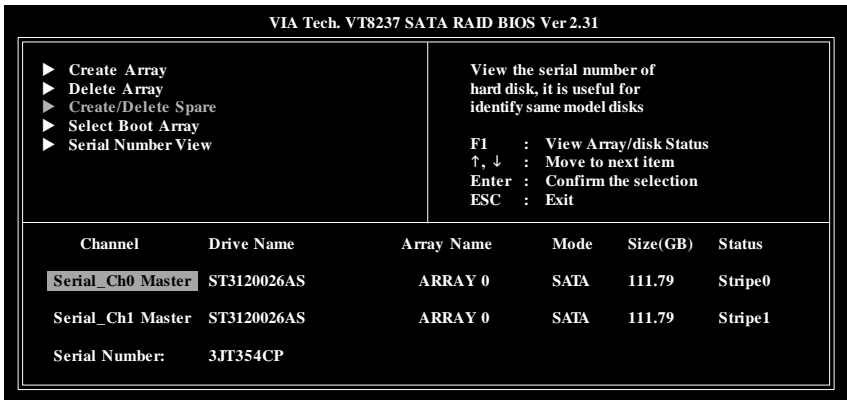 VIA Tech. VT8237 SATA RAID BIOS Ver 2.31
Create Array
Delete Array
Create/Delete Spare
Select Boot Array
Serial Number View
View the serial number of
hard disk, it is useful for
identify same model disks
F1 : View Array/disk Status
↑, ↓ : Move to next item
Enter : Confirm the selection
ESC : Exit
Channel Drive Name Array Name Mode Size(GB) Status
Serial_Ch0 Master ST3120026AS ARRAY 0 SATA 111.79 Stripe0
Serial_Ch1 Master ST3120026AS ARRAY 0 SATA 111.79 Stripe1
Serial Number: 3JT354CP